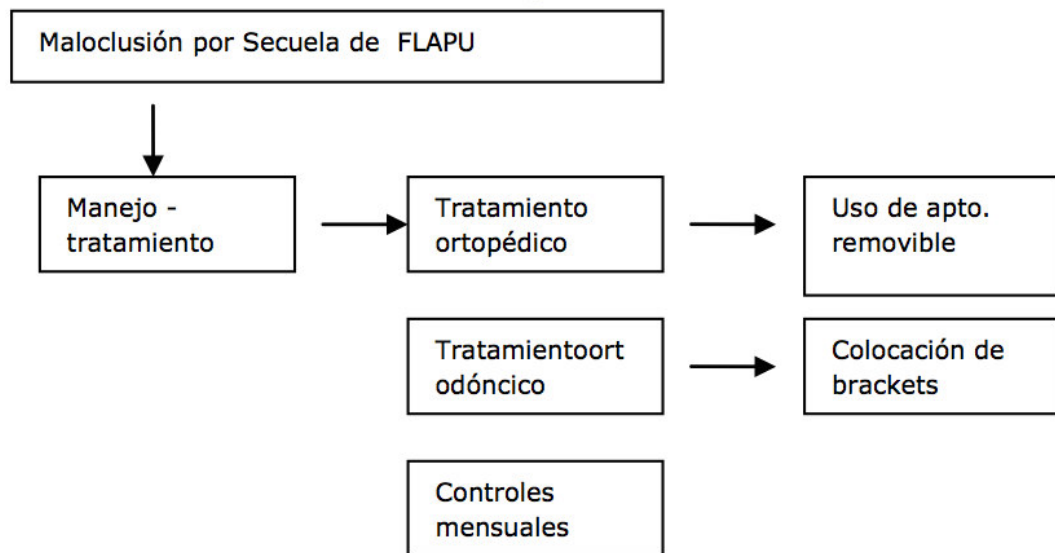 Maloclusión por Secuela de  FLAPU
Manejo -
tratamiento
Tratamiento
ortopédico
Uso de apto.
removible
Tratamientoort
odóncico
Colocación de
brackets
Controles
mensuales